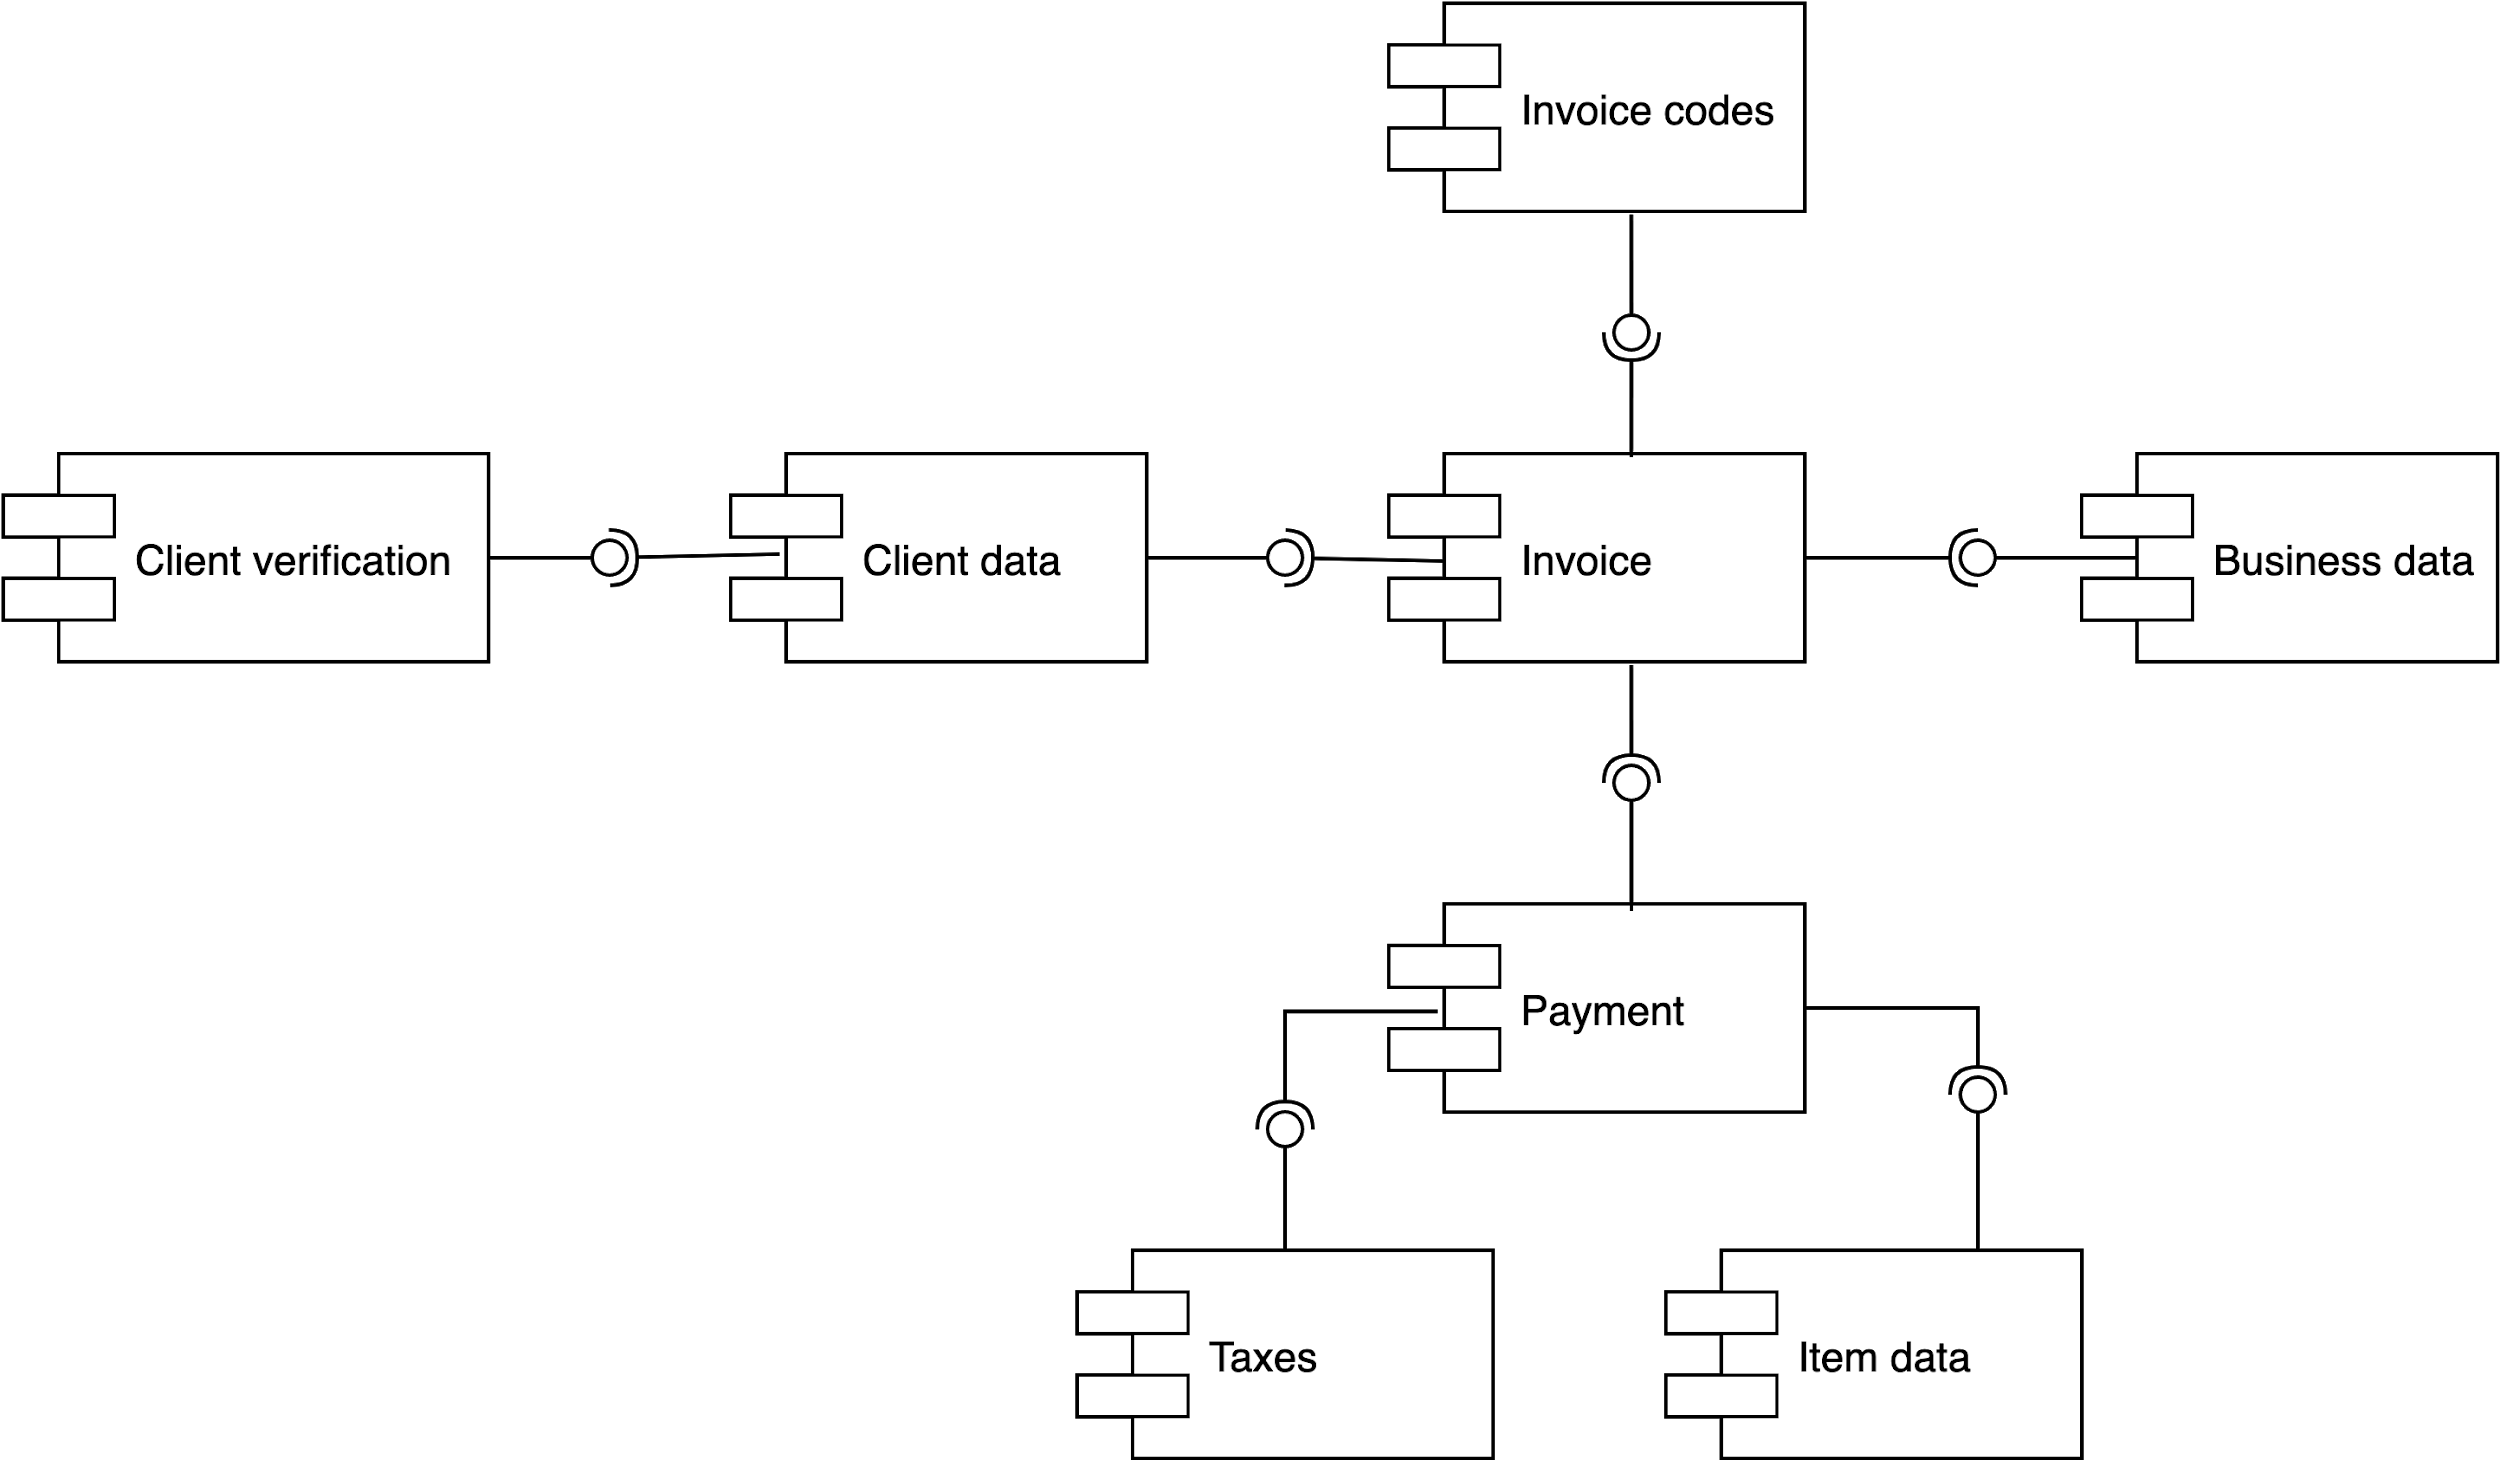 Invoice codes
Client verification
Client data
Invoice
Business data
Payment
Taxes
Item data